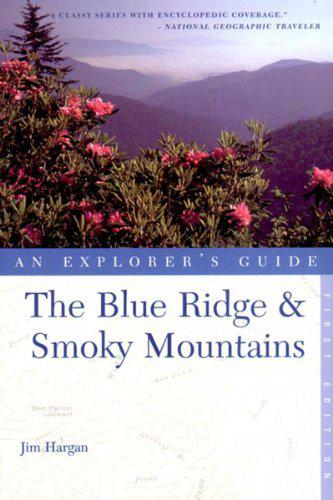 "A CLASSY SERIES WITH ENCYCLOPEDIC COVERAGE."
– NATIONAL GEOGRAPHIC TRAVELER
AN EXPLORER'S GUIDE
The Blue Ridge &
Smoky Mountains
FIRST EDITION
Jim Hargan